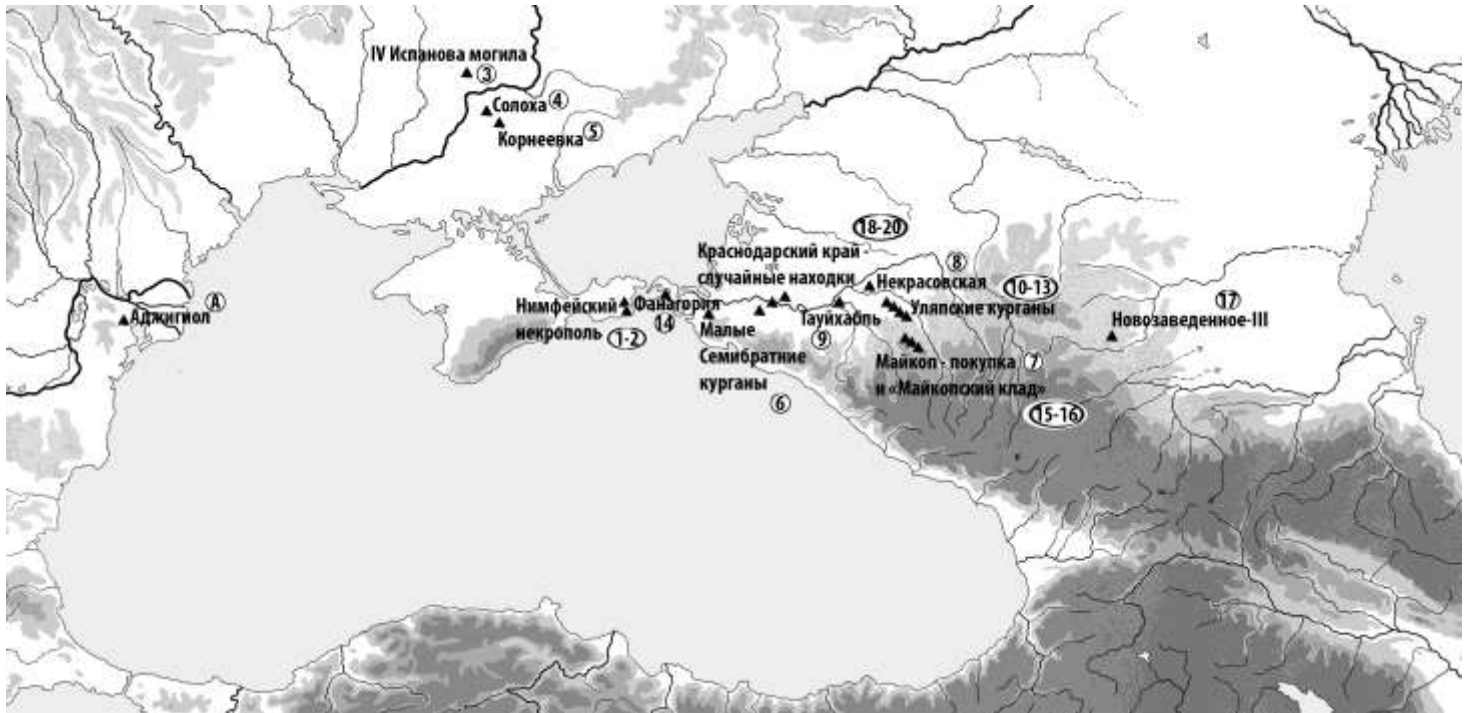 IV Испанова могила
③
Солоха ④
Корнеевка ⑤
18-20
Краснодарский край -
случайные находки
⑧
Некрасовская
10-13
⑰
А
Аджигиол
Нимфейский
некрополь
1-2
Фанагория
⑭
Малые
Семибратние
курганы
⑥
Тауйхабль
⑨
Уляпские курганы
Новозаведенное-III
Майкоп - покупка ⑦
и «Майкопский клад»
15-16